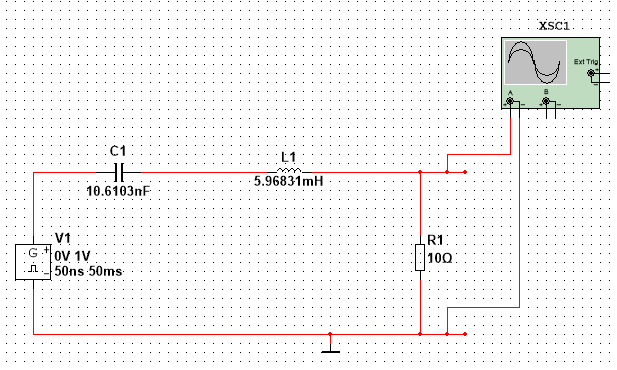 XSC1
Ext Trig
+
A
B
+ − + −
−
C1
10.6103nF
L1
5.96831mH
V1
G +
0V 1V
50ns 50ms
−
R1
10Ω